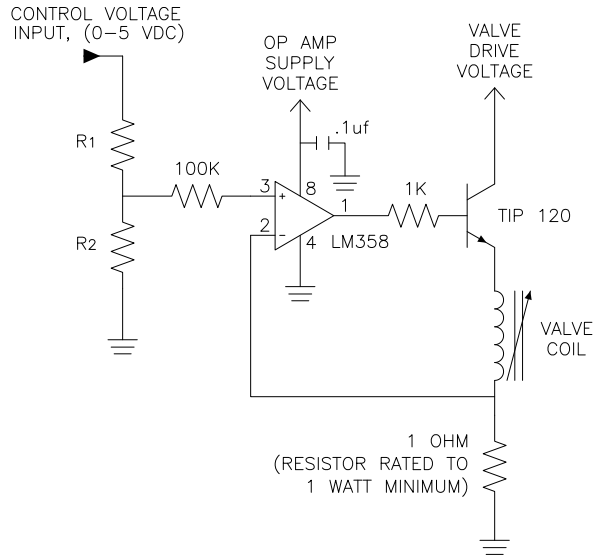 CONTROL VOLTAGE
INPUT, (0-5 VDC)
OP AMP
SUPPLY
VOLTAGE
VALVE
DRIVE
VOLTAGE
.1uf
R1
100K
3
+
8
1
1K
TIP 120
2
-
4
LM358
R2
VALVE
COIL
1 OHM
(RESISTOR RATED TO
1 WATT MINIMUM)